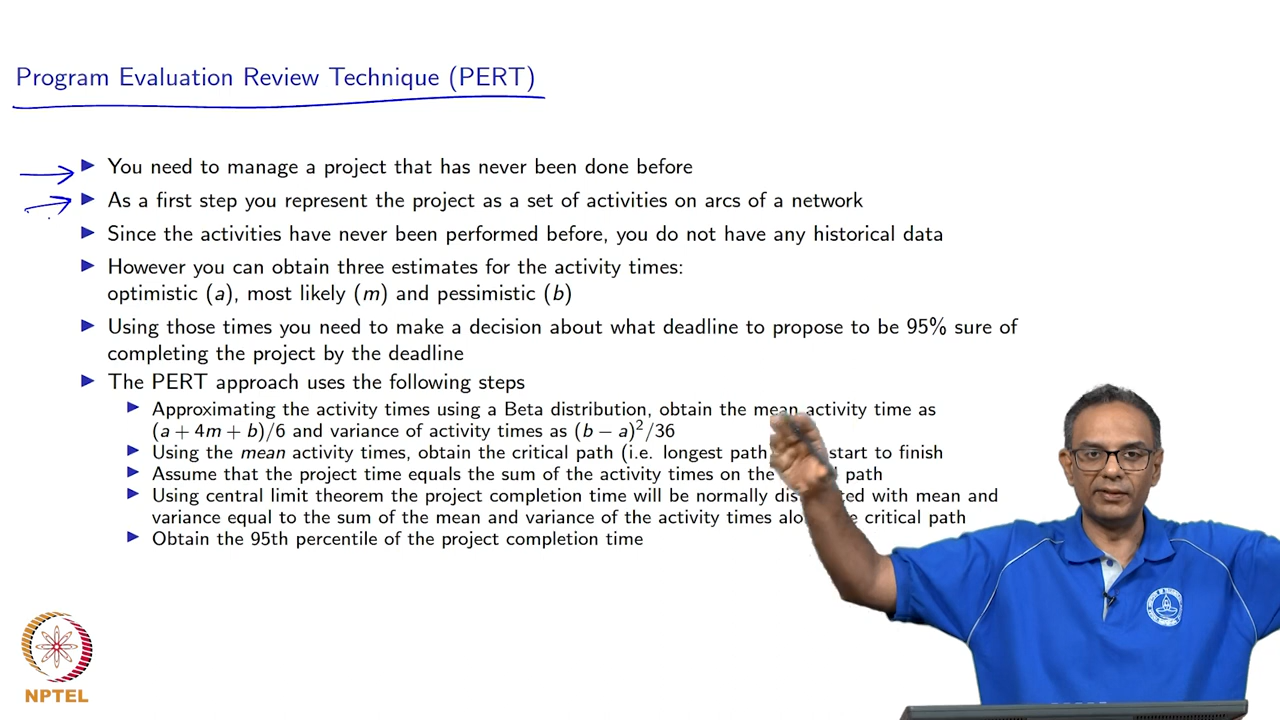 Program Evaluation Review Technique (PERT)
You need to manage a project that has never been done before
As a first step you represent the project as a set of activities on arcs of a network
Since the activities have never been performed before, you do not have any historical data
However you can obtain three estimates for the activity times:
optimistic (a), most likely (m) and pessimistic (b)
Using those times you need to make a decision about what deadline to propose to be 95% sure of
completing the project by the deadline
The PERT approach uses the following steps
Approximating the activity times using a Beta distribution, obtain the mean activity time as
(a + 4m + b)/6 and variance of activity times as (b − a)²/36
Using the mean activity times, obtain the critical path (i.e. longest path start to finish
Assume that the project time equals the sum of the activity times on the path
Using central limit theorem the project completion time will be normally with mean and
variance equal to the sum of the mean and variance of the activity times critical path
Obtain the 95th percentile of the project completion time
NPTEL